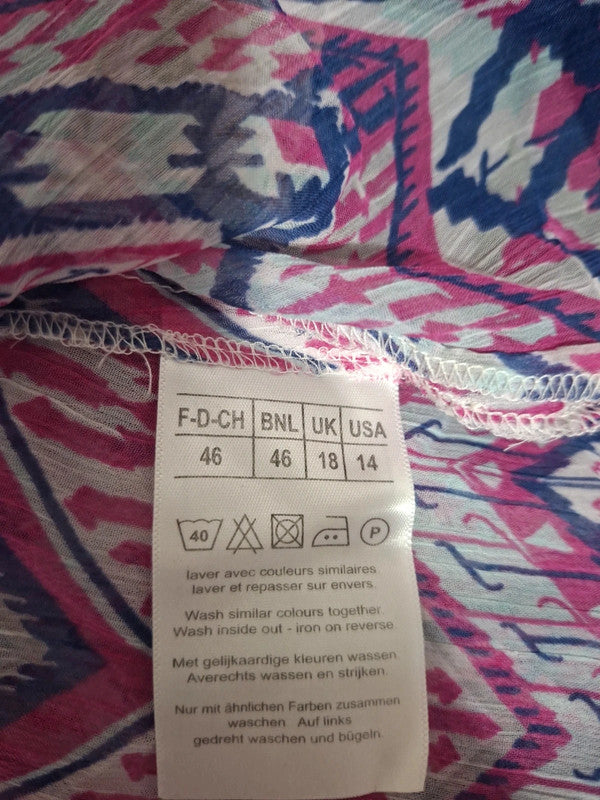 F-D-CH BNL UK USA
46 46 18 14
40 P
laver avec couleurs similaires
laver et repasser sur envers.
Wash similar colours together
Wash inside out - iron on reverse
Met gelijkaardige kleuren wassen
Averechts wassen en strijken.
Nur mit ähnlichen Farben zusammen
waschen. Auf links
gedreht waschen und bügeln.